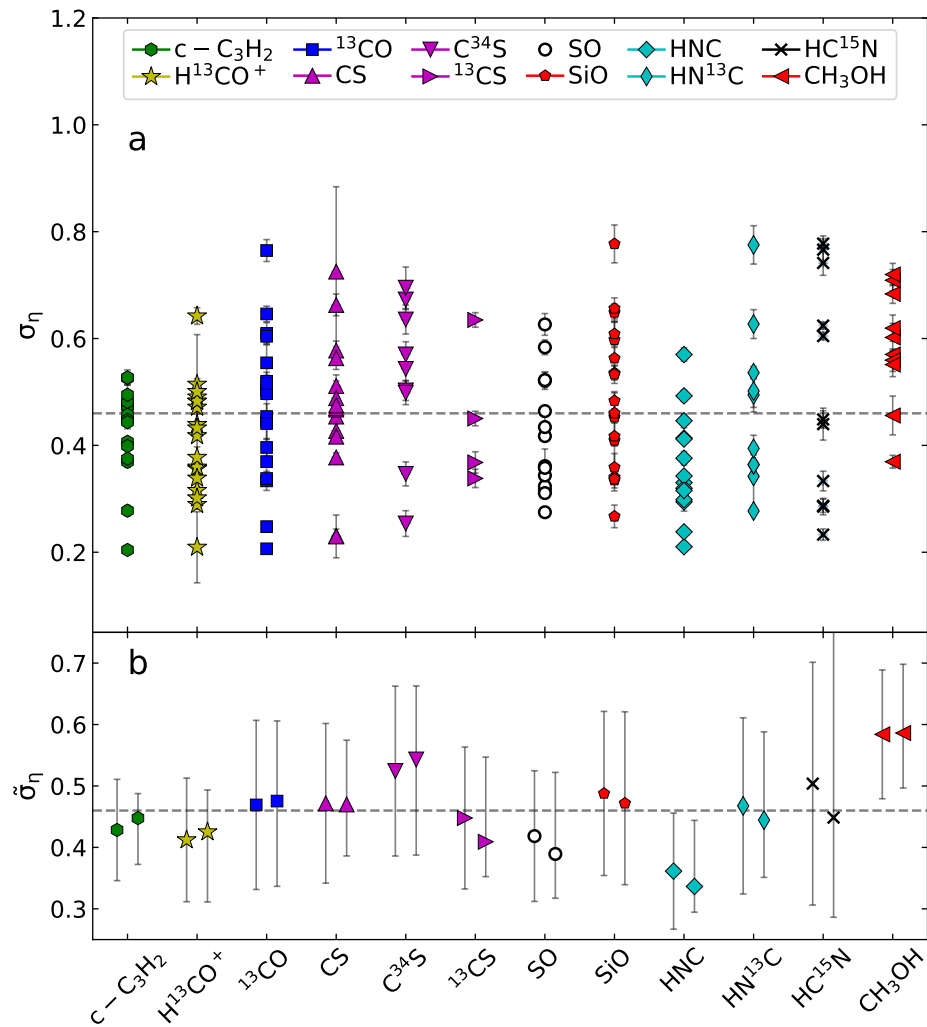 1.2
c − C₃H₂ ¹³CO C³⁴S SO HNC HC¹⁵N
H¹³CO⁺ CS ¹³CS SiO HN¹³C CH₃OH
1.0
a
0.8
σ_η
0.6
0.4
0.2
b
0.7
0.6
σ̃_η
0.5
0.4
0.3
c − C₃H₂ H¹³CO⁺ ¹³CO CS C³⁴S ¹³CS SO SiO HNC HN¹³C HC¹⁵N CH₃OH